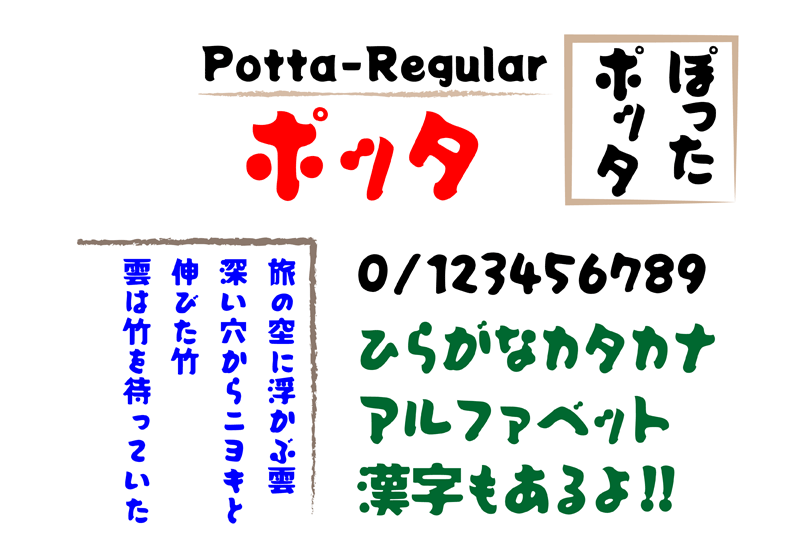 Potta-Regular
ポッタ
ぽった
ポッタ
旅の空に浮かぶ雲
深い穴からニヨキと
伸びた竹
雲は竹を待っていた
0/123456789
ひらがなカタカナ
アルファベット
漢字もあるよ!!